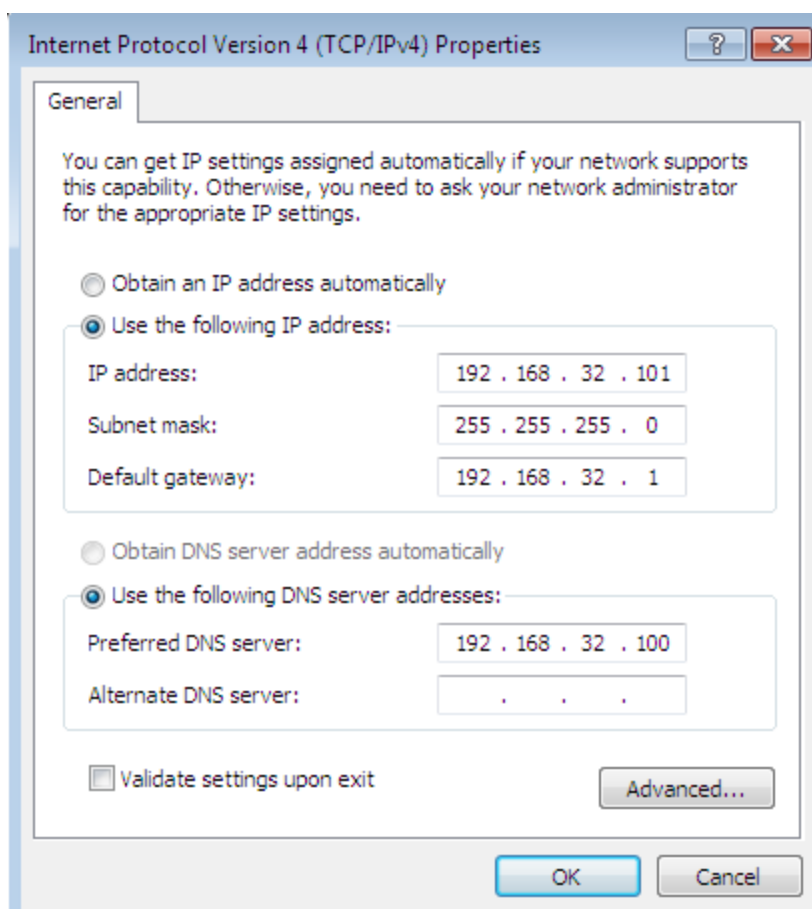 Internet Protocol Version 4 (TCP/IPv4) Properties
?
General
You can get IP settings assigned automatically if your network supports
this capability. Otherwise, you need to ask your network administrator
for the appropriate IP settings.
Obtain an IP address automatically
Use the following IP address:
IP address: 192 . 168 . 32 . 101
Subnet mask: 255 . 255 . 255 . 0
Default gateway: 192 . 168 . 32 . 1
Obtain DNS server address automatically
Use the following DNS server addresses:
Preferred DNS server: 192 . 168 . 32 . 100
Alternate DNS server: . . .
Validate settings upon exit
Advanced...
OK Cancel